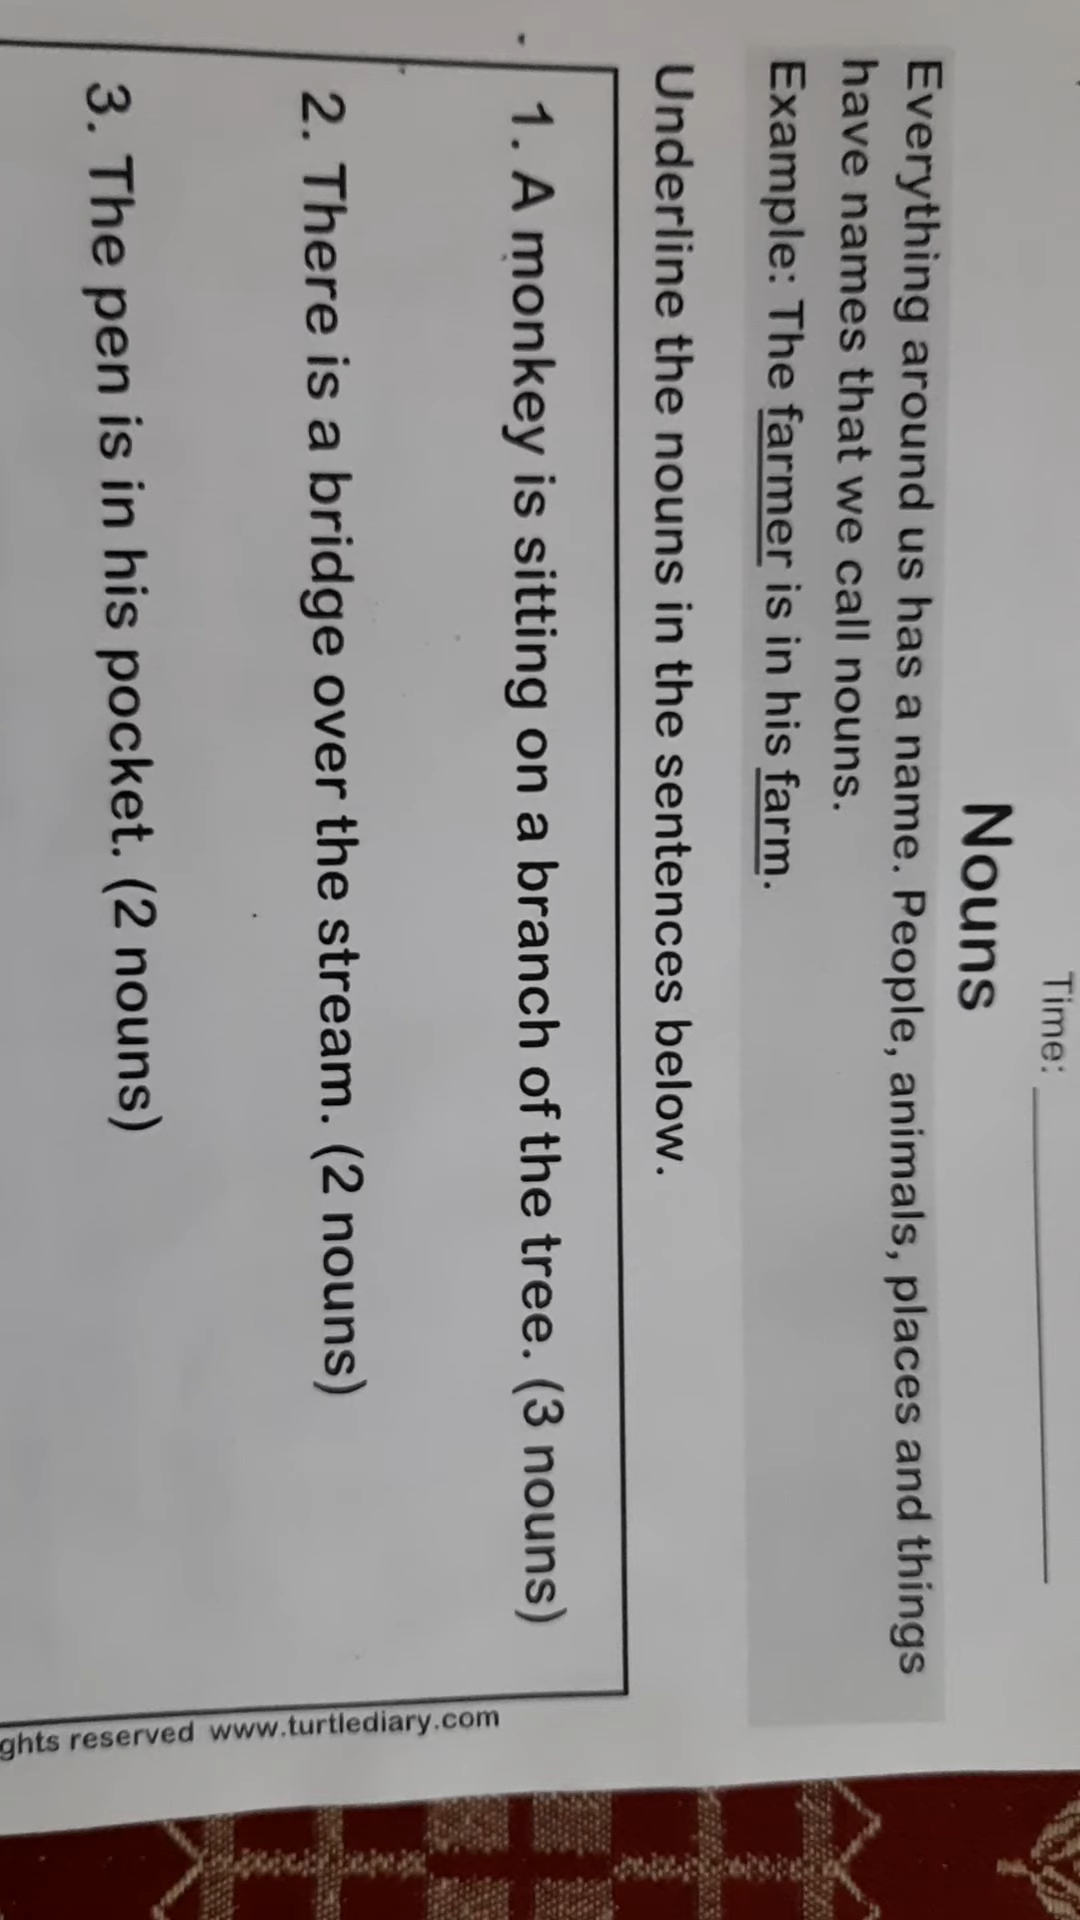 Time:
Nouns
Everything around us has a name. People, animals, places and things
have names that we call nouns.
Example: The farmer is in his farm.
Underline the nouns in the sentences below.
1. A monkey is sitting on a branch of the tree. (3 nouns)
2. There is a bridge over the stream. (2 nouns)
3. The pen is in his pocket. (2 nouns)
ghts reserved www.turtlediary.com